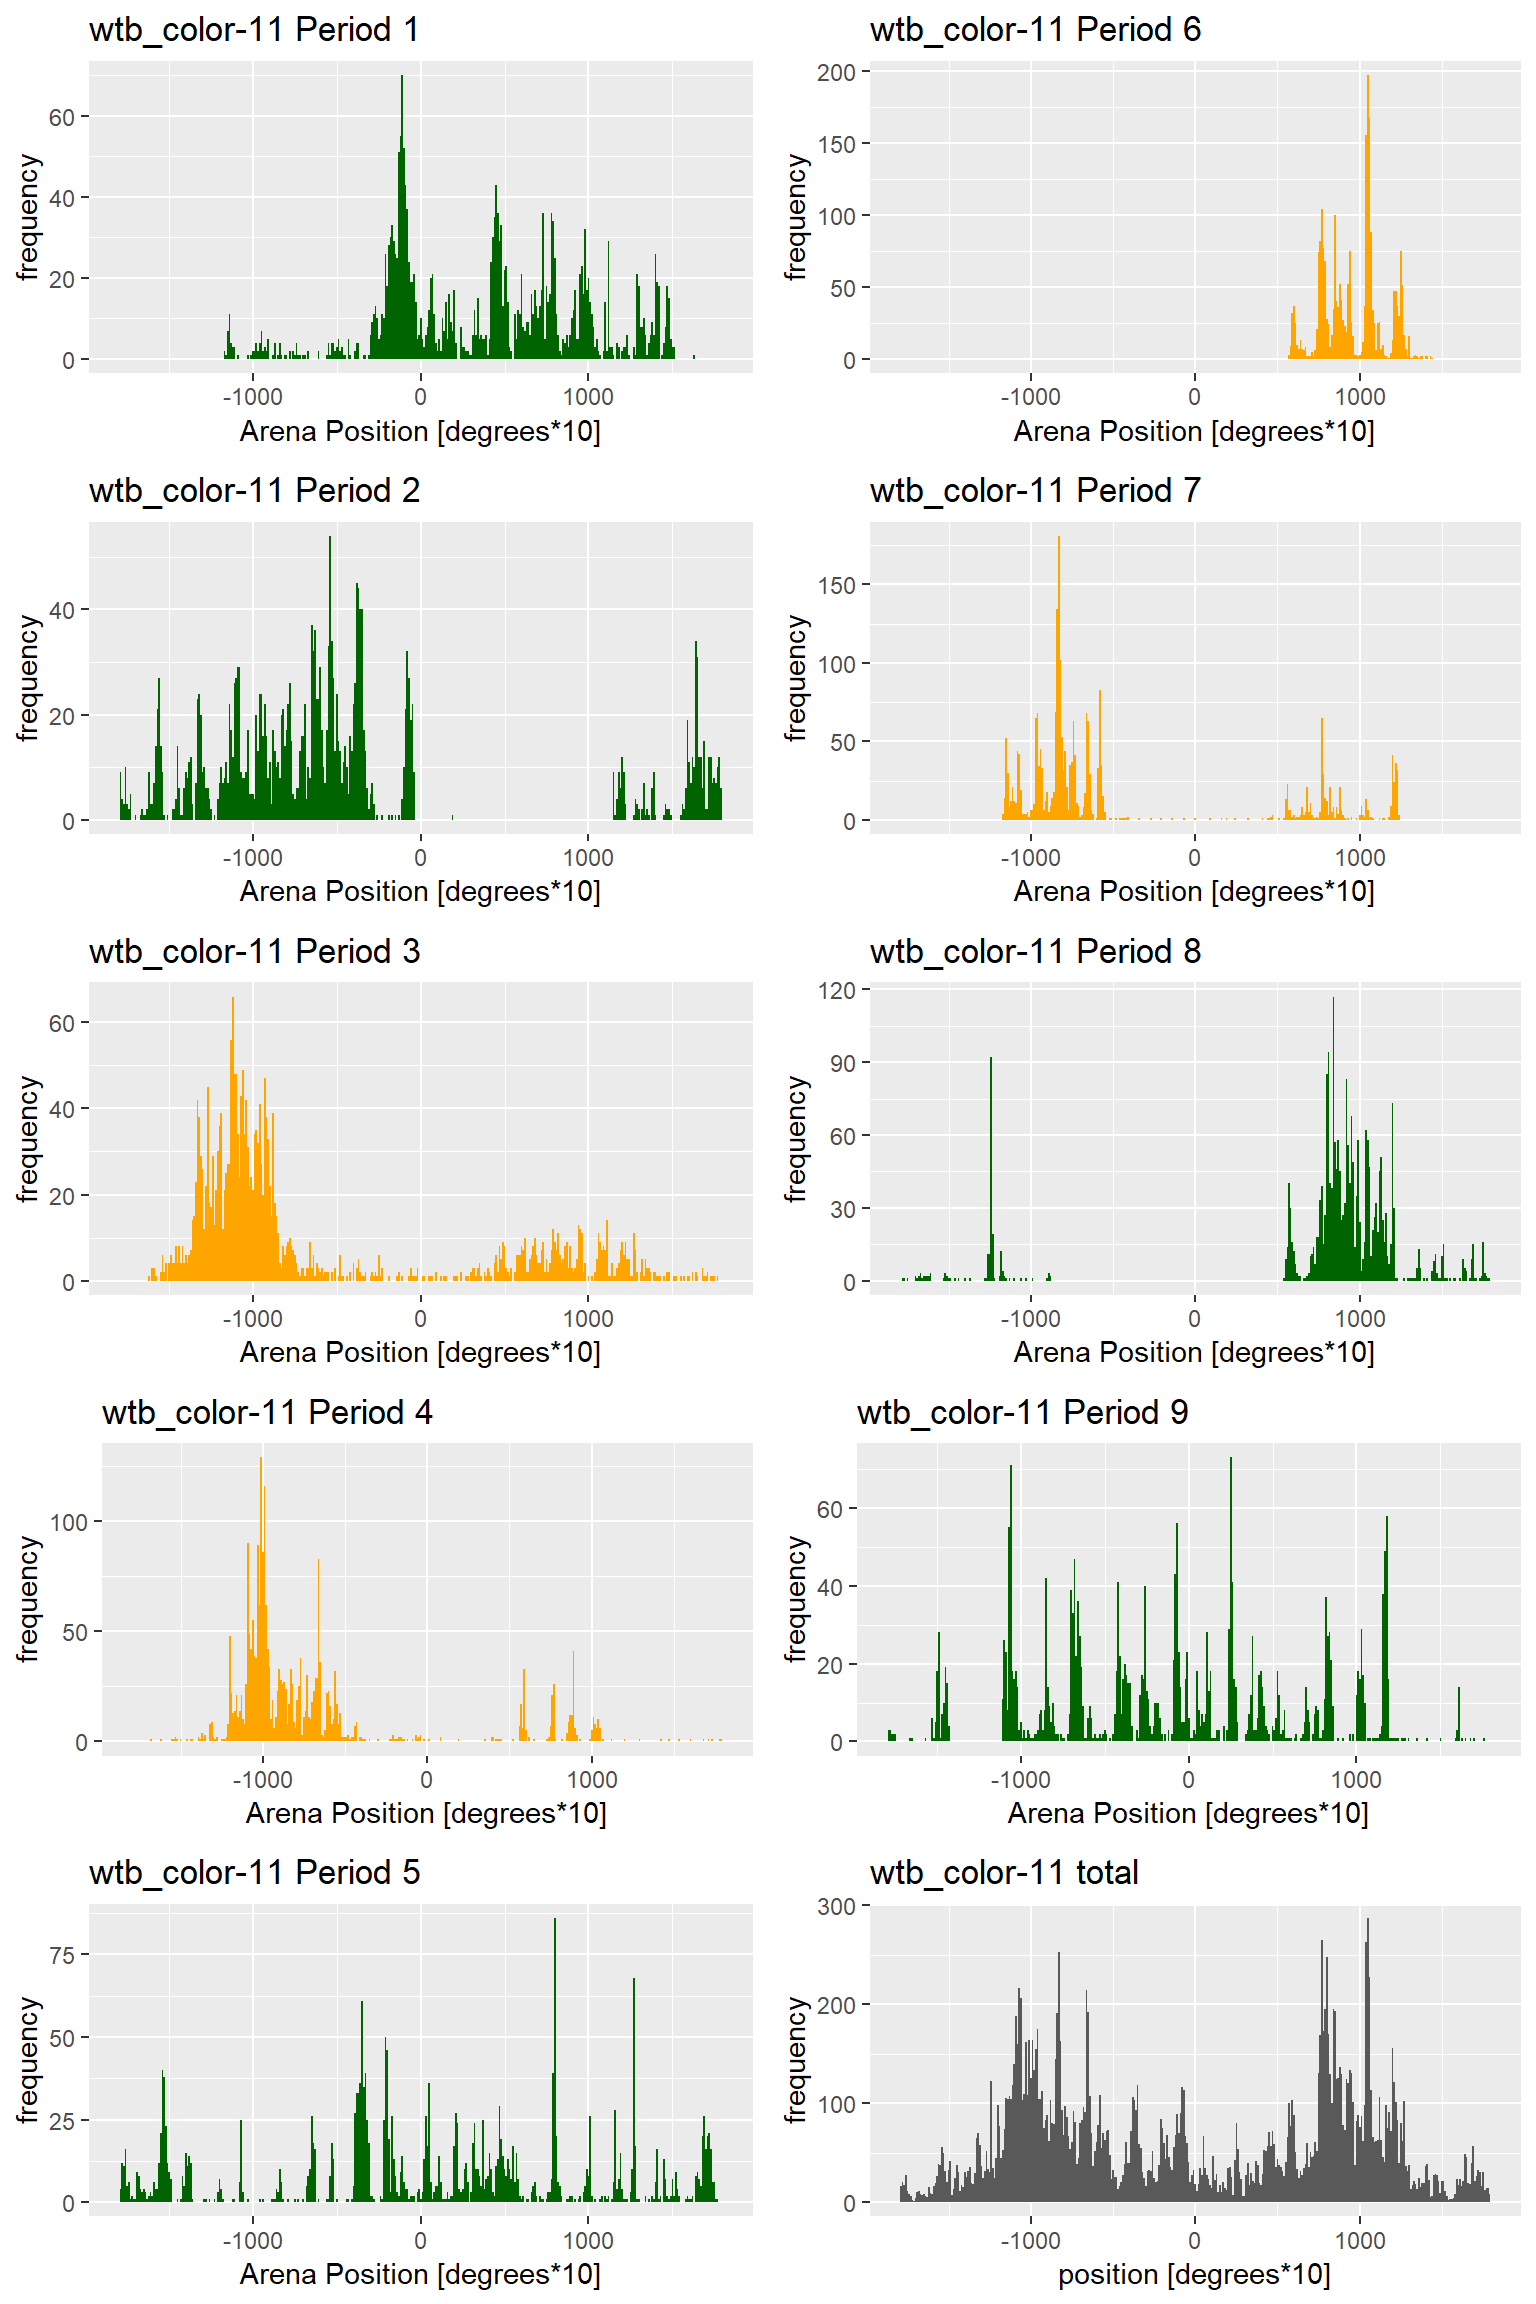 wtb_color-11 Period 1
frequency
60
40
20
0
-1000 0 1000
Arena Position [degrees*10]
wtb_color-11 Period 6
frequency
200
150
100
50
0
-1000 0 1000
Arena Position [degrees*10]
wtb_color-11 Period 2
frequency
40
20
0
-1000 0 1000
Arena Position [degrees*10]
wtb_color-11 Period 7
frequency
150
100
50
0
-1000 0 1000
Arena Position [degrees*10]
wtb_color-11 Period 3
frequency
60
40
20
0
-1000 0 1000
Arena Position [degrees*10]
wtb_color-11 Period 8
frequency
120
90
60
30
0
-1000 0 1000
Arena Position [degrees*10]
wtb_color-11 Period 4
frequency
100
50
0
-1000 0 1000
Arena Position [degrees*10]
wtb_color-11 Period 9
frequency
60
40
20
0
-1000 0 1000
Arena Position [degrees*10]
wtb_color-11 Period 5
frequency
75
50
25
0
-1000 0 1000
Arena Position [degrees*10]
wtb_color-11 total
frequency
300
200
100
0
-1000 0 1000
position [degrees*10]